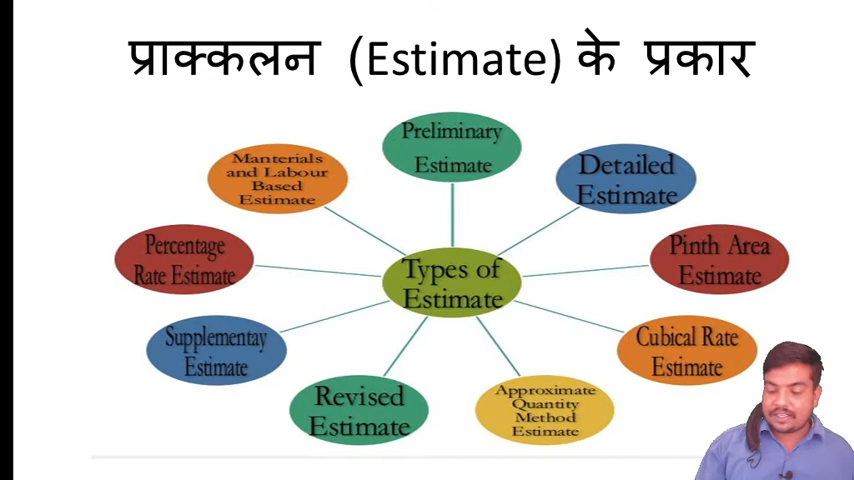 प्राक्कलन (Estimate) के प्रकार
Preliminary
Estimate
Detailed
Estimate
Pinth Area
Estimate
Cubical Rate
Estimate
Approximate
Quantity
Method
Estimate
Revised
Estimate
Supplementay
Estimate
Percentage
Rate Estimate
Manterials
and Labour
Based
Estimate
Types of
Estimate